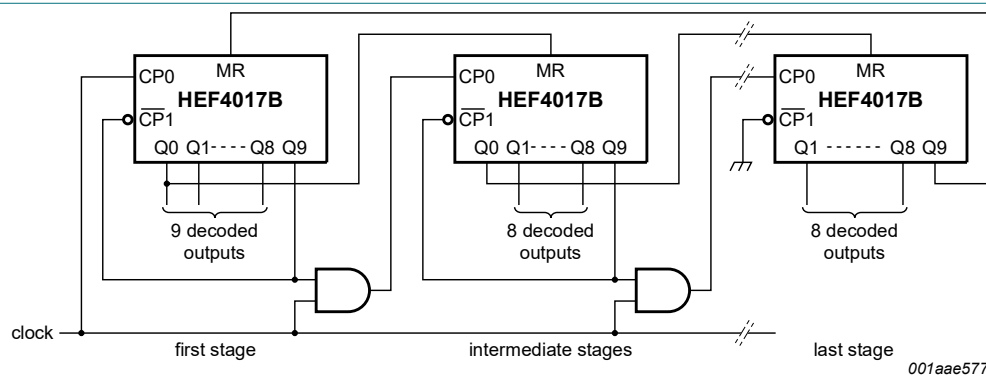 MR MR MR
CP0 CP0 CP0
HEF4017B HEF4017B HEF4017B
CP1 CP1 CP1
Q0 Q1---- Q8 Q9 Q0 Q1---- Q8 Q9 Q1 ------ Q8 Q9
9 decoded outputs
8 decoded outputs
8 decoded outputs
clock
first stage
intermediate stages
last stage
001aae577